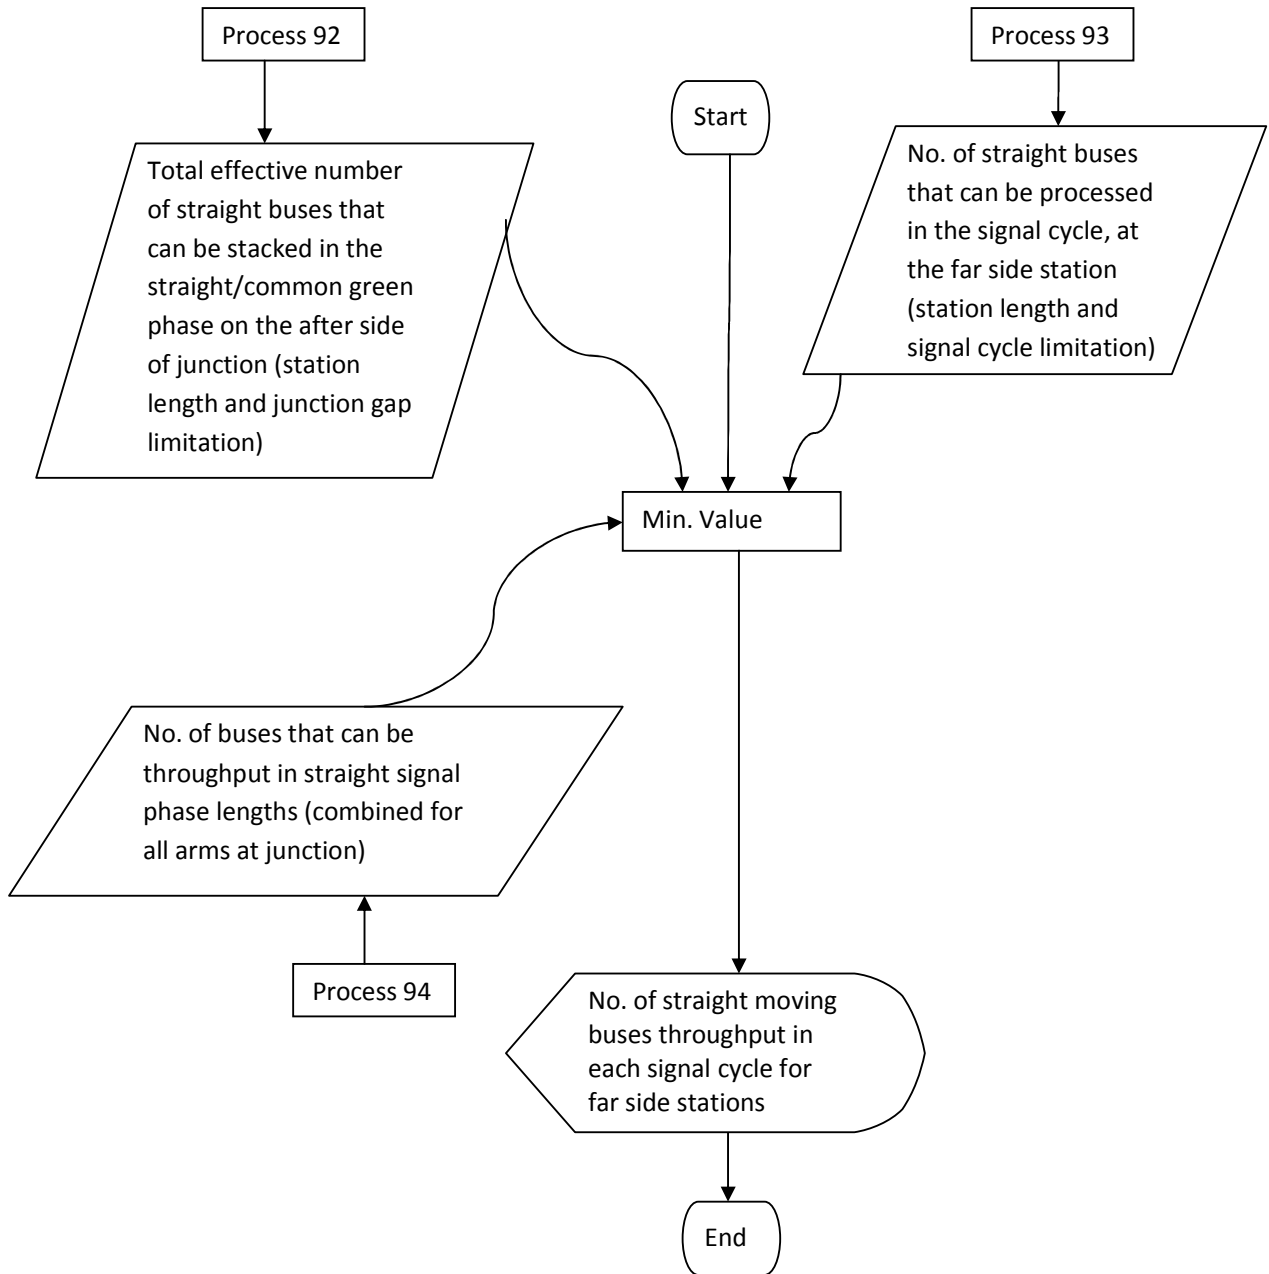 Process 92
Process 93
Start
Total effective number
of straight buses that
can be stacked in the
straight/common green
phase on the after side
of junction (station
length and junction gap
limitation)
No. of straight buses
that can be processed
in the signal cycle, at
the far side station
(station length and
signal cycle limitation)
Min. Value
No. of buses that can be
throughput in straight signal
phase lengths (combined for
all arms at junction)
Process 94
No. of straight moving
buses throughput in
each signal cycle for
far side stations
End